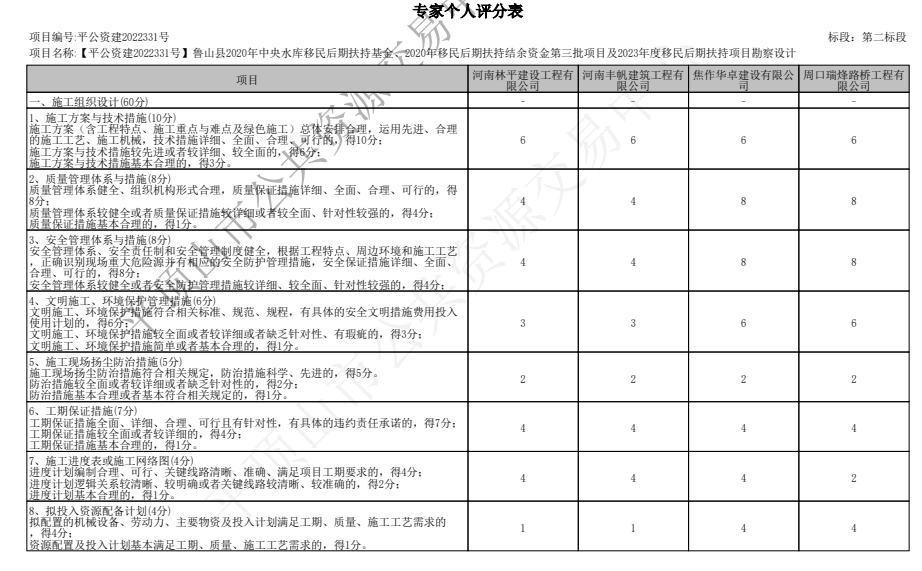 专家个人评分表
项目编号:平公资建2022331号 标段：第二标段
项目名称:【平公资建2022331号】鲁山县2020年中央水库移民后期扶持基金、2020年移民后期扶持结余资金第三批项目及2023年度移民后期扶持项目勘察设计
项目 河南林平建设工程有限公司 河南丰帆建筑工程有限公司 焦作华卓建设有限公司 周口瑞烽路桥工程有限公司
一、施工组织设计(60分) - - - -
1、施工方案与技术措施(10分)
施工方案（含工程特点、施工重点与难点及绿色施工）总体安排合理，运用先进、合理
的施工工艺、施工机械，技术措施详细、全面、合理、可行的，得10分；
施工方案与技术措施较先进或者较详细、较全面的，得6分；
施工方案与技术措施基本合理的，得3分。
6 6 6 6
2、质量管理体系与措施(8分)
质量管理体系健全、组织机构形式合理，质量保证措施详细、全面、合理、可行的，得
8分；
质量管理体系较健全或者质量保证措施较详细或者较全面、针对性较强的，得4分；
质量保证措施基本合理的，得1分。
4 4 8 8
3、安全管理体系与措施(8分)
安全管理体系、安全责任制和安全管理制度健全，根据工程特点、周边环境和施工工艺
，正确识别现场重大危险源并有相应的安全防护管理措施，安全保证措施详细、全面、
合理、可行的，得8分；
安全管理体系较健全或者安全防护管理措施较详细、较全面、针对性较强的，得4分；
4 4 8 8
4、文明施工、环境保护管理措施(6分)
文明施工、环境保护措施符合相关标准、规范、规程，有具体的安全文明措施费用投入
使用计划的，得6分；
文明施工、环境保护措施较全面或者较详细或者缺乏针对性、有瑕疵的，得3分；
文明施工、环境保护措施简单或者基本合理的，得1分。
3 3 6 6
5、施工现场扬尘防治措施(5分)
施工现场扬尘防治措施符合相关规定，防治措施科学、先进的，得5分。
防治措施较全面或者较详细或者缺乏针对性的，得2分；
防治措施基本合理或者基本符合相关规定的，得1分。
2 2 2 2
6、工期保证措施(7分)
工期保证措施全面、详细、合理、可行且有针对性，有具体的违约责任承诺的，得7分；
工期保证措施较全面或者较详细的，得4分；
工期保证措施基本合理的，得1分。
4 4 4 4
7、施工进度表或施工网络图(4分)
进度计划编制合理、可行、关键线路清晰、准确、满足项目工期要求的，得4分；
进度计划逻辑关系较清晰、较明确或者关键线路较清晰、较准确的，得2分；
进度计划基本合理的，得1分。
4 4 4 2
8、拟投入资源配备计划(4分)
拟配置的机械设备、劳动力、主要物资及投入计划满足工期、质量、施工工艺需求的
，得4分；
资源配置及投入计划基本满足工期、质量、施工工艺需求的，得1分。
1 1 4 4
平顶山市公共资源交易中
平顶山市公共资源交易中